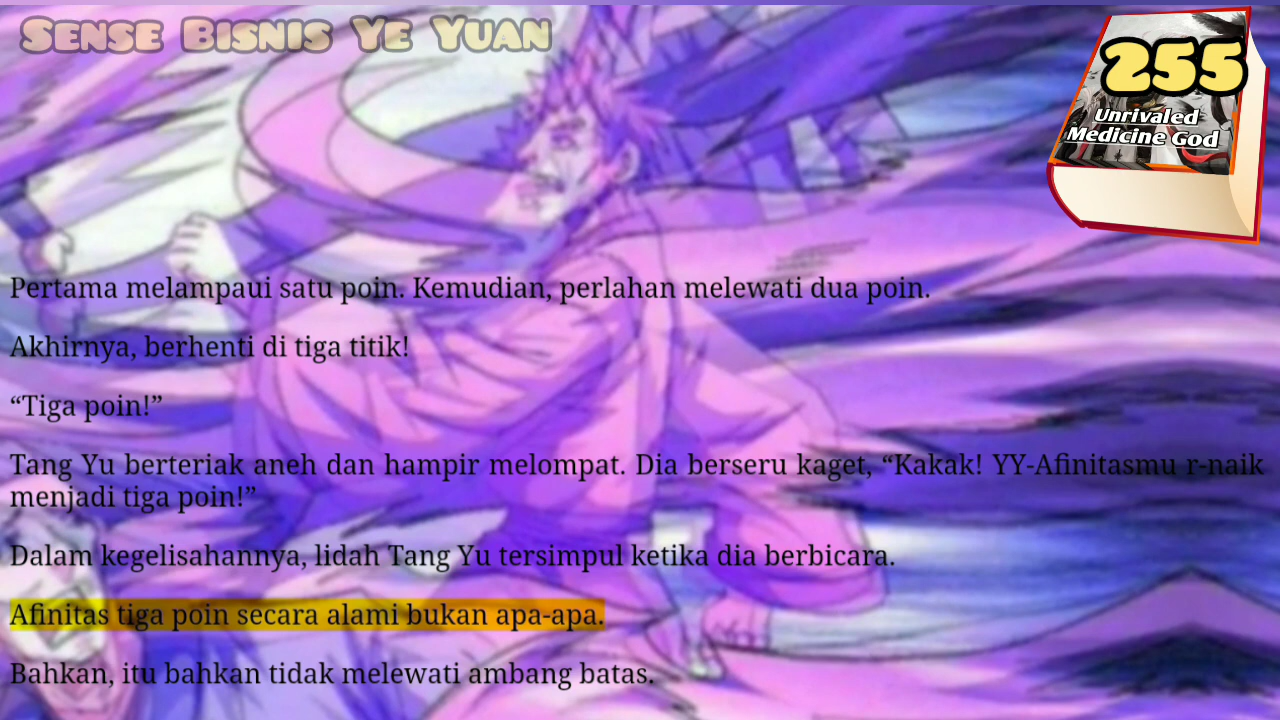 Sense Bisnis Ye Yuan
255
Unrivaled
Medicine God
Pertama melampaui satu poin. Kemudian, perlahan melewati dua poin.
Akhirnya, berhenti di tiga titik!
“Tiga poin!”
Tang Yu berteriak aneh dan hampir melompat. Dia berseru kaget, “Kakak! YY-Afinitasmu r-naik
menjadi tiga poin!”
Dalam kegelisahannya, lidah Tang Yu tersimpul ketika dia berbicara.
Afinitas tiga poin secara alami bukan apa-apa.
Bahkan, itu bahkan tidak melewati ambang batas.